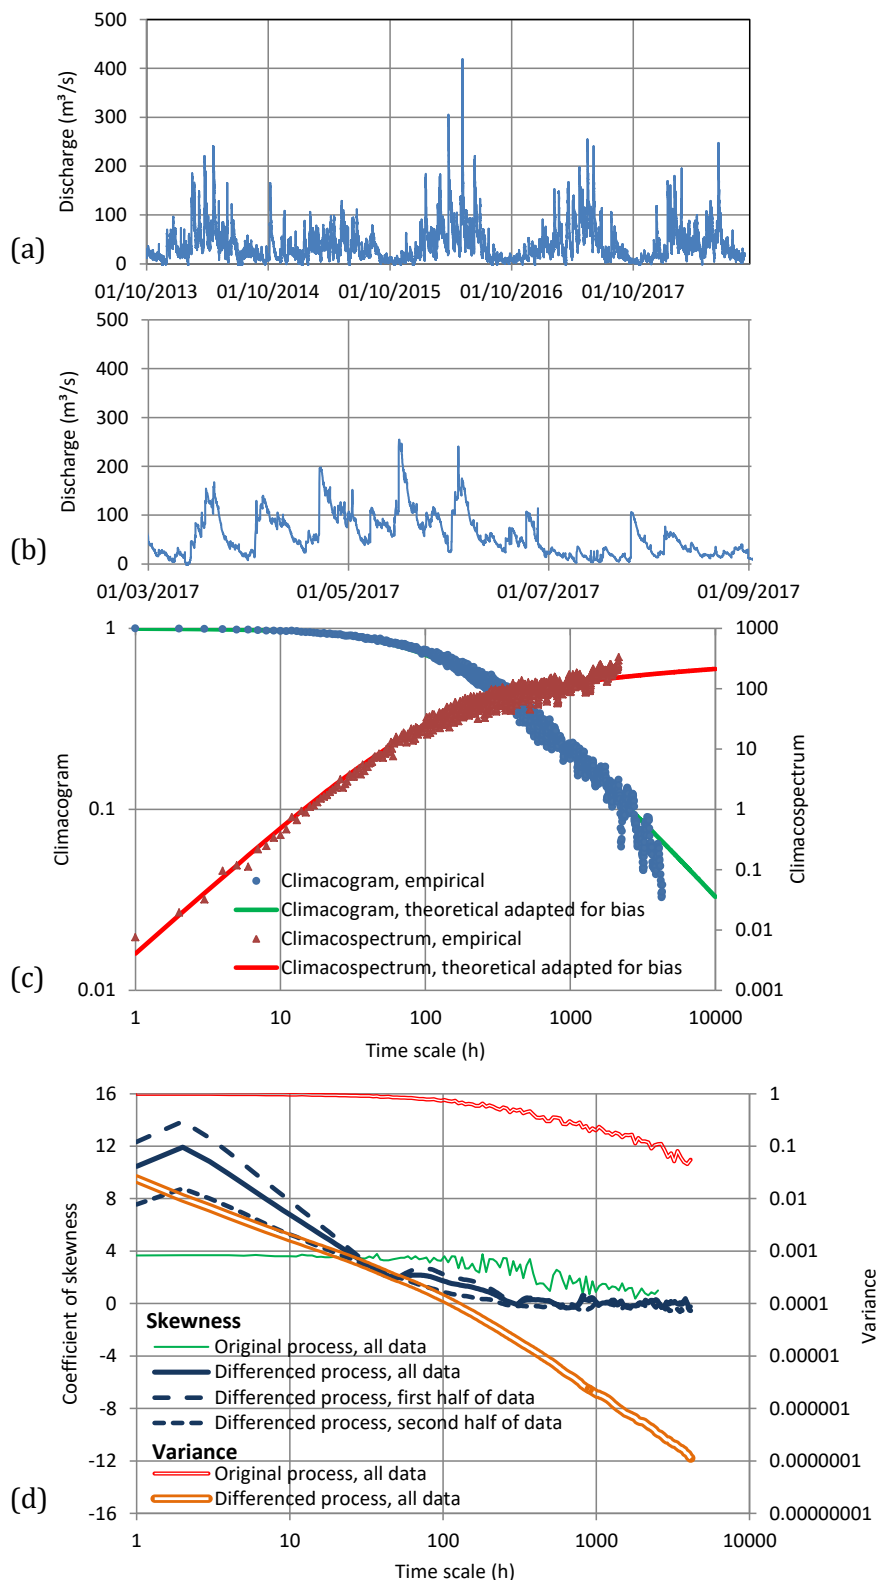 500
400
300
200
100
0
Discharge (m³/s)
(a)
01/10/2013 01/10/2014 01/10/2015 01/10/2016 01/10/2017
500
400
300
200
100
0
Discharge (m³/s)
(b)
01/03/2017 01/05/2017 01/07/2017 01/09/2017
1
0.1
0.01
Climacogram
1000
100
10
1
0.1
0.01
0.001
Climacospectrum
Climacogram, empirical
Climacogram, theoretical adapted for bias
Climacospectrum, empirical
Climacospectrum, theoretical adapted for bias
(c)
1 10 100 1000 10000
Time scale (h)
16
12
8
4
0
-4
-8
-12
-16
Coefficient of skewness
1
0.1
0.01
0.001
0.0001
0.00001
0.000001
0.0000001
0.00000001
Variance
Skewness
Original process, all data
Differenced process, all data
Differenced process, first half of data
Differenced process, second half of data
Variance
Original process, all data
Differenced process, all data
(d)
1 10 100 1000 10000
Time scale (h)